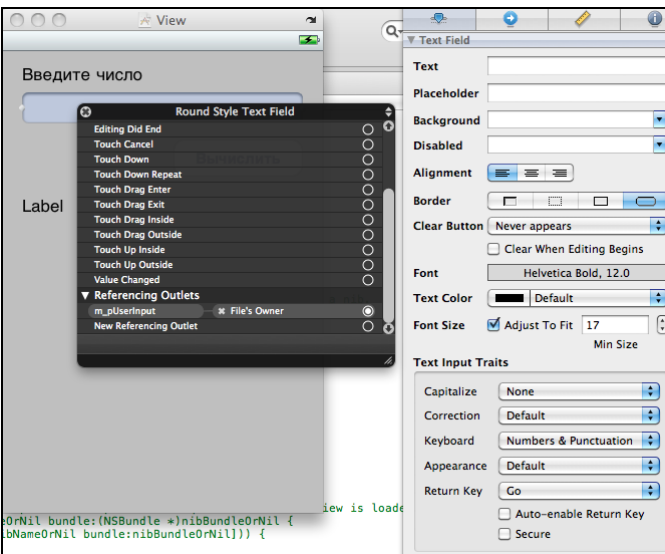 View
Введите число
Round Style Text Field
Editing Did End
Touch Cancel
Touch Down
Touch Down Repeat
Touch Drag Enter
Touch Drag Exit
Touch Drag Inside
Touch Drag Outside
Touch Up Inside
Touch Up Outside
Value Changed
Referencing Outlets
m_pUserInput File's Owner
New Referencing Outlet
Вычислить
Label
Text Field
Text
Placeholder
Background
Disabled
Alignment
Border
Clear Button Never appears
Clear When Editing Begins
Font Helvetica Bold, 12.0
Text Color Default
Font Size Adjust To Fit 17
Min Size
Text Input Traits
Capitalize None
Correction Default
Keyboard Numbers & Punctuation
Appearance Default
Return Key Go
Auto-enable Return Key
Secure
iew is loade
eOrNil bundle:(NSBundle *)nibBundleOrNil {
ibNameOrNil bundle:nibBundleOrNil])) {